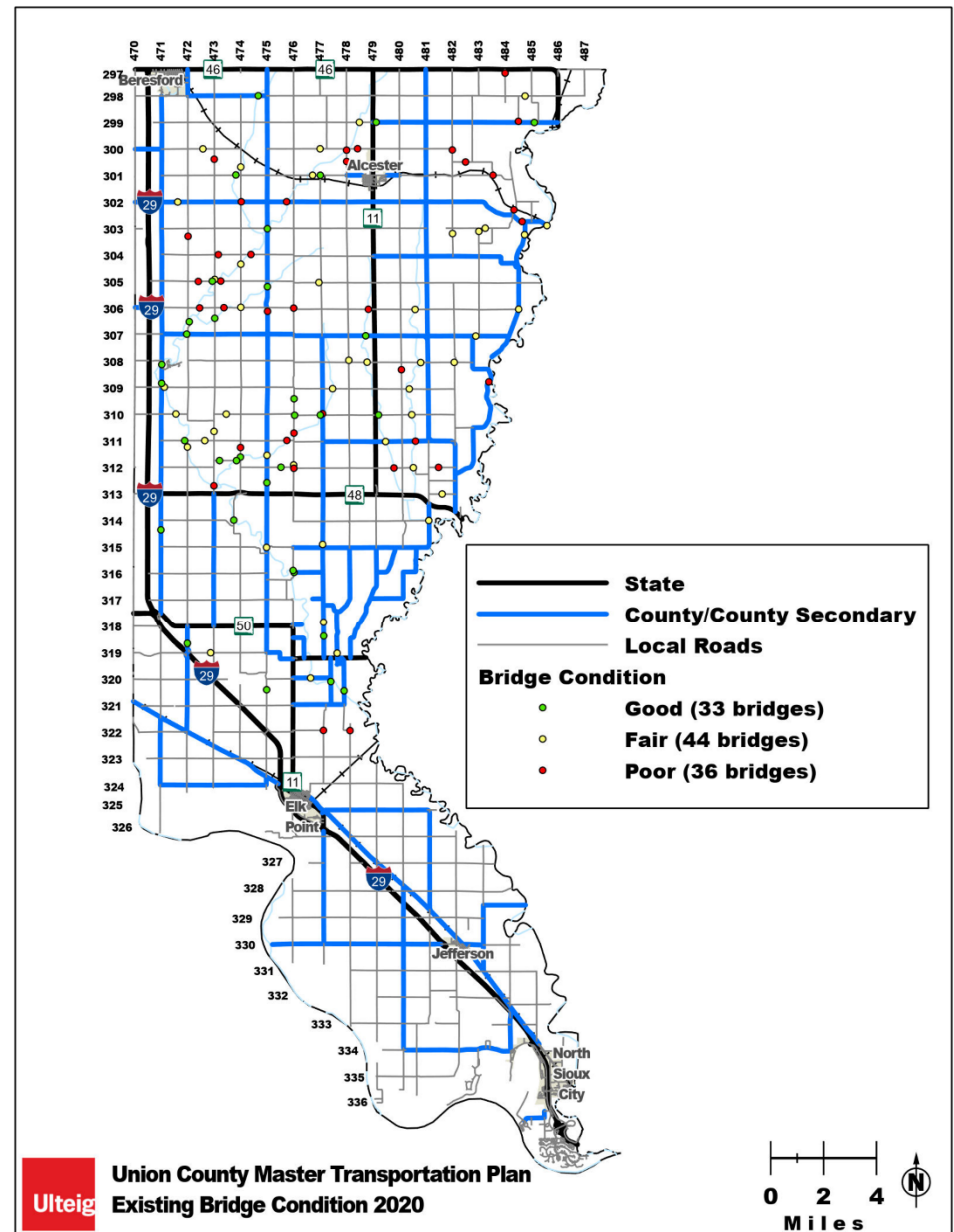 470 471 472 473 475 476 477 478 479 480 481 482 483 484 485 486 487
297
46
46
Beresford
298
299
300
Alcester
301
29
302
11
303
304
305
29
306
307
308
309
310
311
312
29
313
48
314
315
316
317
318
50
319
29
320
321
322
323
324
11
325
Elk
Point
326
327
29
328
329
330
Jefferson
331
332
333
334
North
335
Sioux
336
City
State
County/County Secondary
Local Roads
Bridge Condition
Good (33 bridges)
Fair (44 bridges)
Poor (36 bridges)
Ulteig
Union County Master Transportation Plan
Existing Bridge Condition 2020
0 2 4
Miles
N